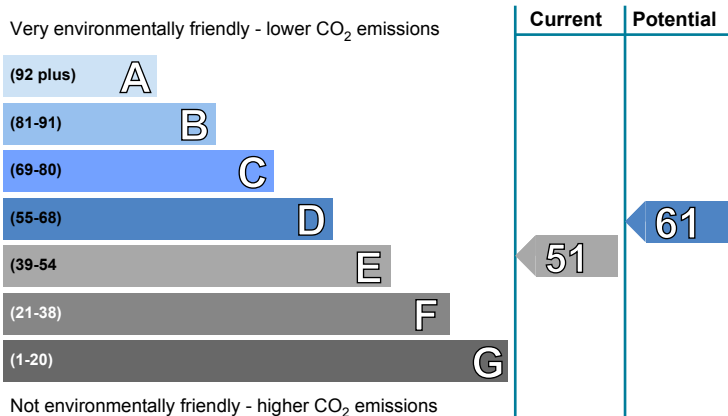 Very environmentally friendly - lower CO2 emissions
Current
Potential
(92 plus) A
(81-91) B
(69-80) C
(55-68) D
61
(39-54 E
51
(21-38) F
(1-20) G
Not environmentally friendly - higher CO2 emissions